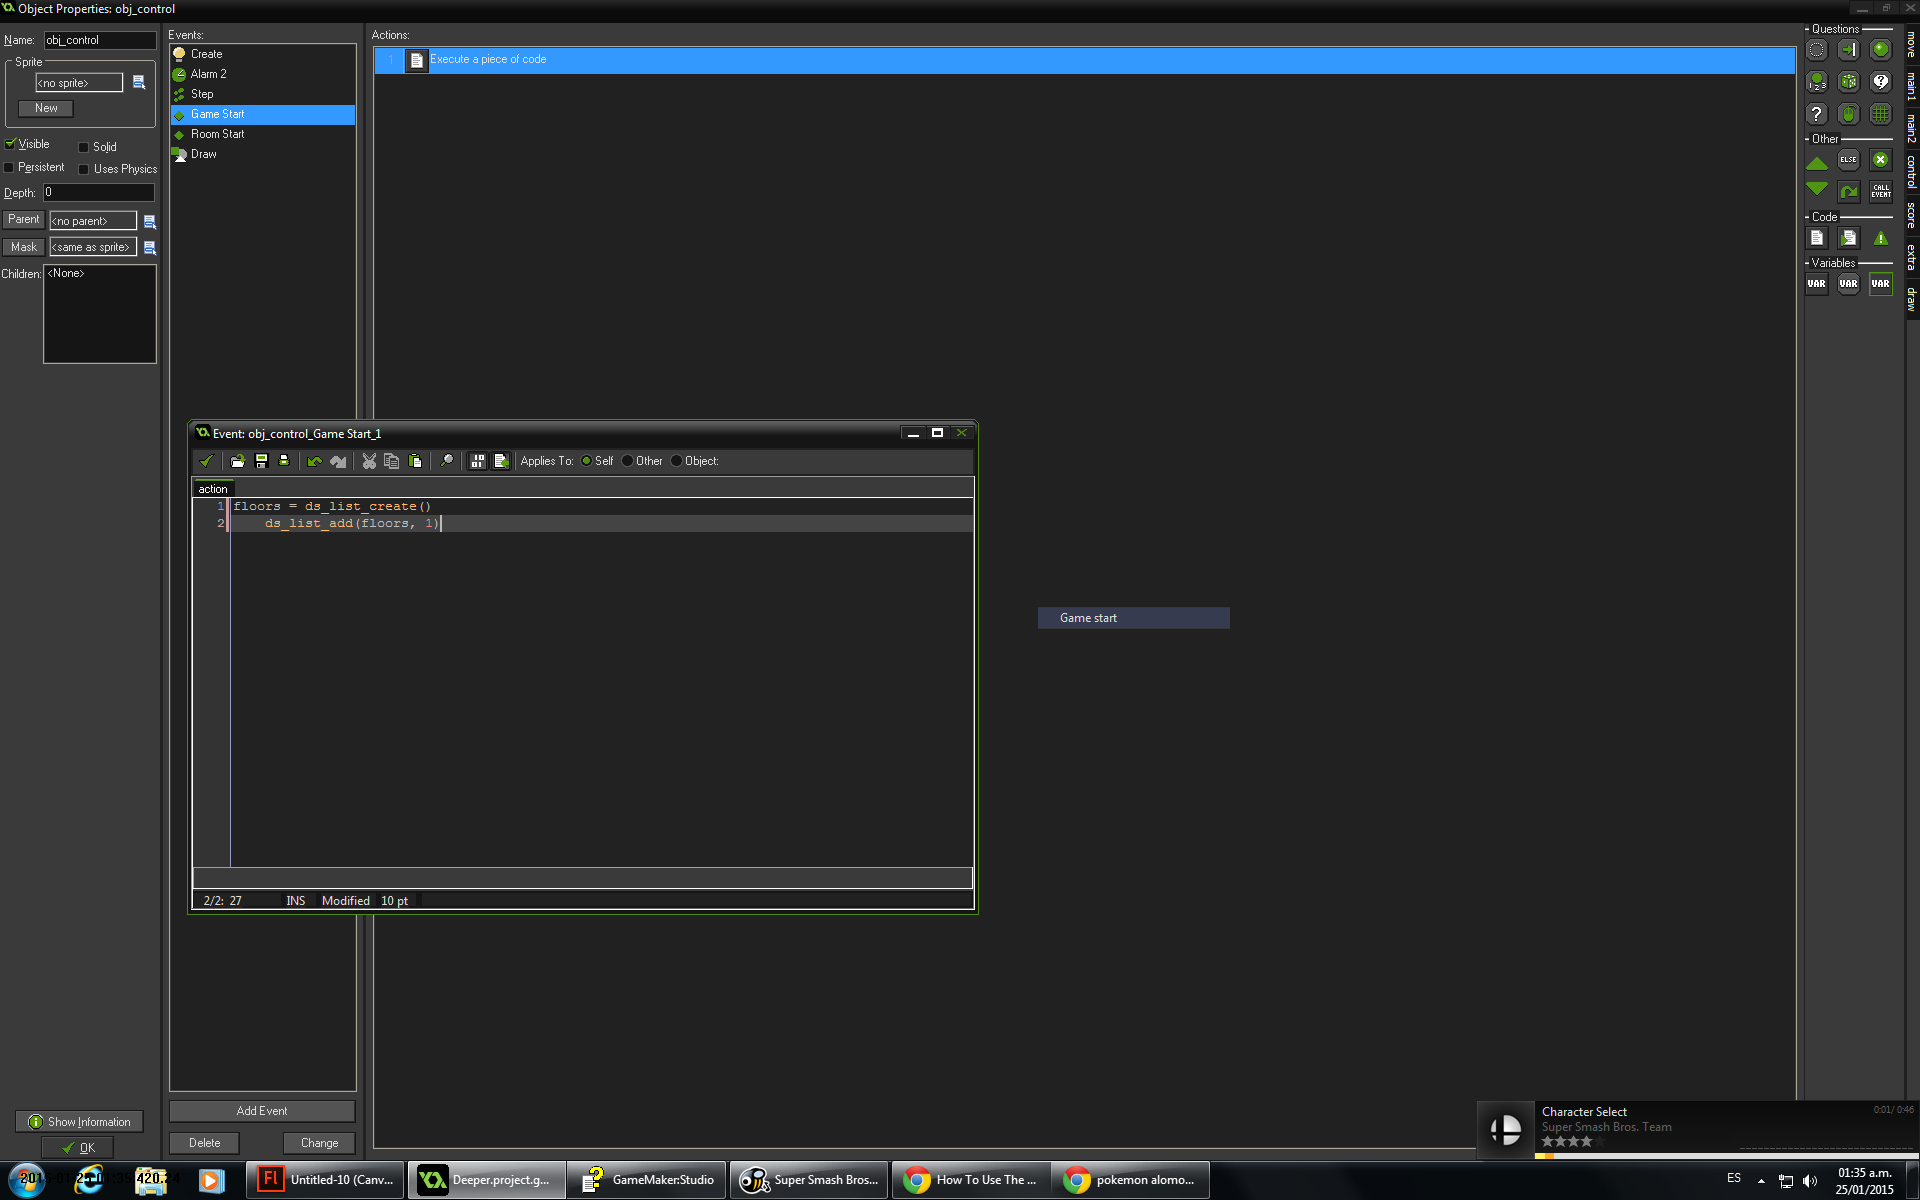 Object Properties: obj_control
Name: obj_control
Sprite
<no sprite>
New
Visible
Solid
Persistent
Uses Physics
Depth: 0
Parent <no parent>
Mask <same as sprite>
Children: <None>
Show Information
OK
Events:
Create
Alarm 2
Step
Game Start
Room Start
Draw
Add Event
Delete
Change
Actions:
1 Execute a piece of code
Event: obj_control_Game Start_1
Applies To: Self Other Object:
action
1 floors = ds_list_create()
2 ds_list_add(floors, 1)
2/2: 27 INS Modified 10 pt
Game start
Questions
1 2 3
?
Other
ELSE
CALL EVENT
Code
Variables
VAR VAR VAR
move
main1
main2
control
score
extra
draw
Character Select
0:01/ 0:46
Super Smash Bros. Team
Untitled-10 (Canv...
Deeper.project.g...
GameMaker:Studio
Super Smash Bros...
How To Use The ...
pokemon alomo...
ES
01:35 a.m.
25/01/2015